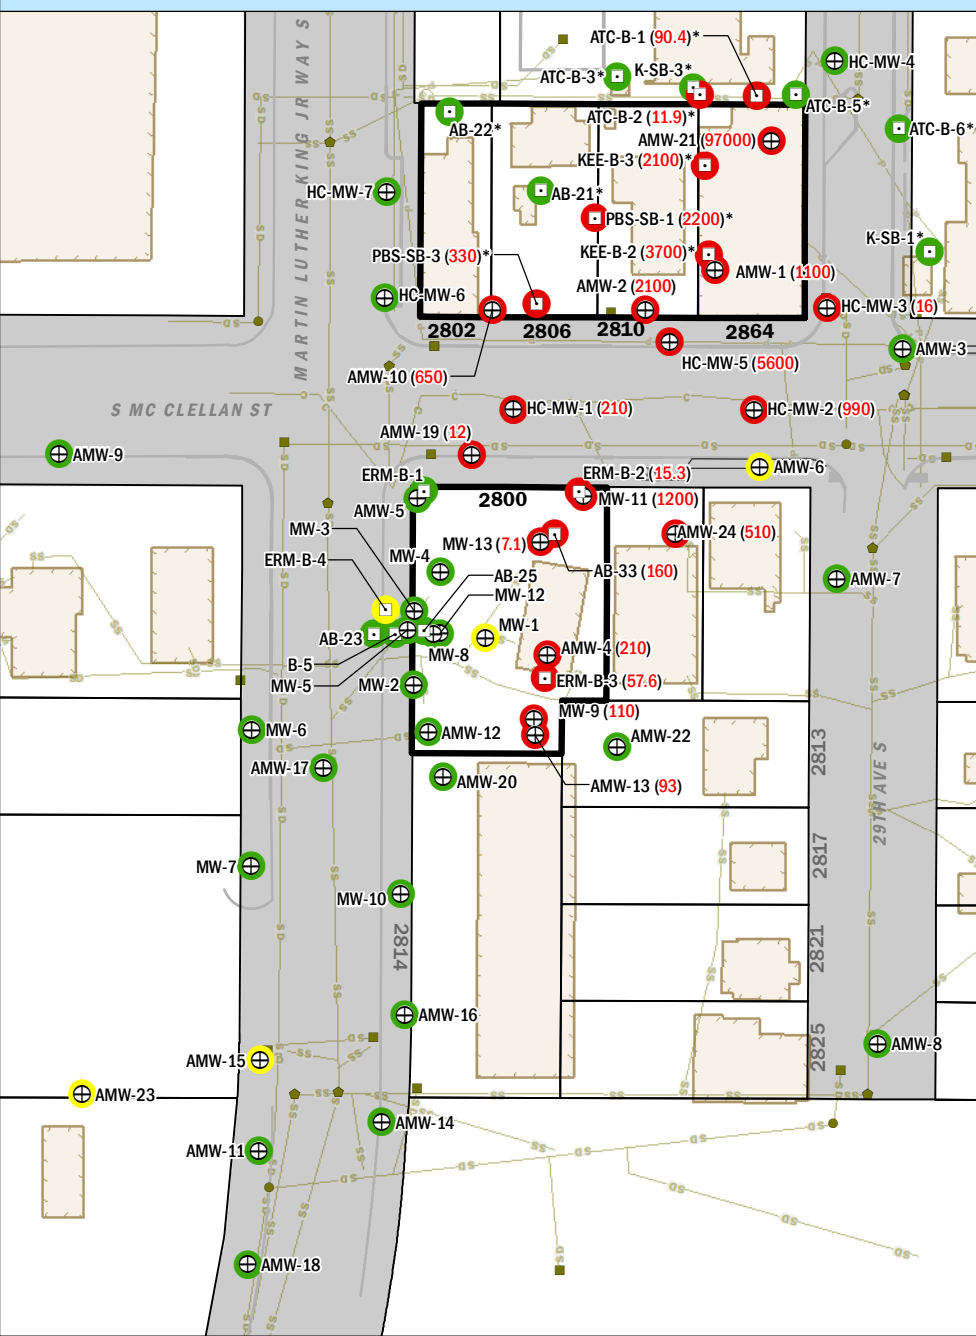 ATC-B-1 (90.4)*
HC-MW-4
ATC-B-3*
K-SB-3*
ATC-B-5*
ATC-B-2 (11.9)*
AB-22*
ATC-B-6*
AMW-21 (97000)
KEE-B-3 (2100)*
HC-MW-7
AB-21*
PBS-SB-1 (2200)*
K-SB-1*
PBS-SB-3 (330)*
KEE-B-2 (3700)*
AMW-1 (1100)
AMW-2 (2100)
HC-MW-6
HC-MW-3 (16)
2802
2806
2810
2864
MARTIN LUTHER KING JR WAY S
AMW-3
HC-MW-5 (5600)
AMW-10 (650)
S MC CLELLAN ST
HC-MW-1 (210)
HC-MW-2 (990)
AMW-19 (12)
AMW-9
ERM-B-1
ERM-B-2 (15.3)
AMW-6
2800
MW-11 (1200)
AMW-5
MW-3
MW-13 (7.1)
AMW-24 (510)
ERM-B-4
MW-4
AB-33 (160)
AB-25
AMW-7
MW-12
AB-23
MW-1
B-5
MW-8
AMW-4 (210)
MW-5
MW-2
ERM-B-3 (57.6)
MW-9 (110)
MW-6
AMW-12
AMW-22
2813
AMW-17
AMW-20
AMW-13 (93)
29TH AVE S
2817
MW-7
MW-10
2814
2821
AMW-16
2825
AMW-15
AMW-8
AMW-23
AMW-14
AMW-11
AMW-18